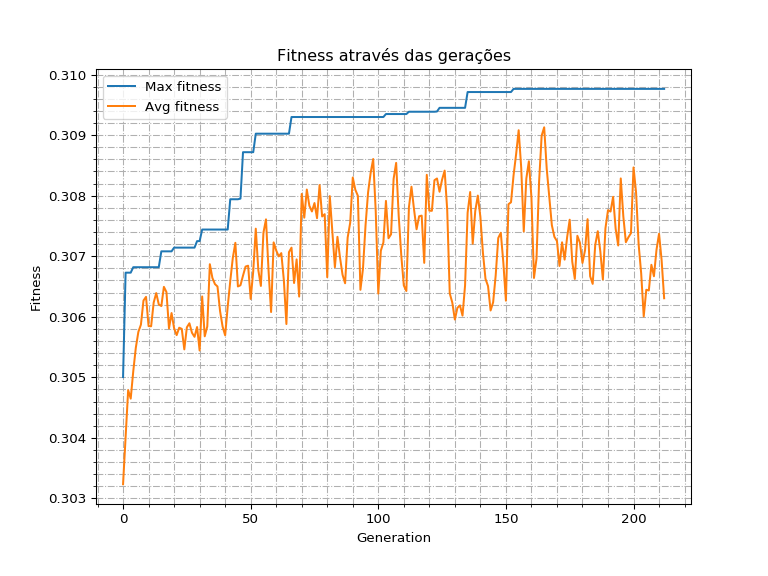 Fitness através das gerações
Max fitness
Avg fitness
0.310
0.309
0.308
0.307
0.306
0.305
0.304
0.303
Fitness
0 50 100 150 200
Generation